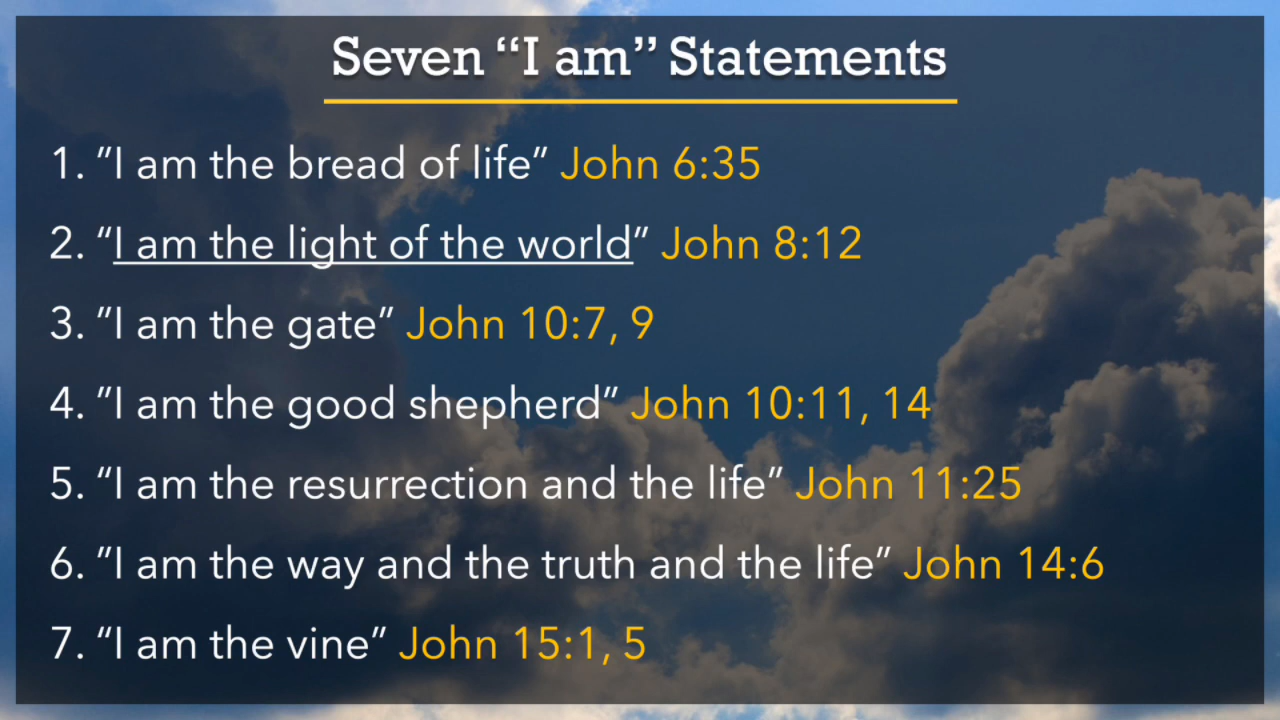 Seven “I am” Statements
1. “I am the bread of life” John 6:35
2. “I am the light of the world” John 8:12
3. “I am the gate” John 10:7, 9
4. “I am the good shepherd” John 10:11, 14
5. “I am the resurrection and the life” John 11:25
6. “I am the way and the truth and the life” John 14:6
7. “I am the vine” John 15:1, 5